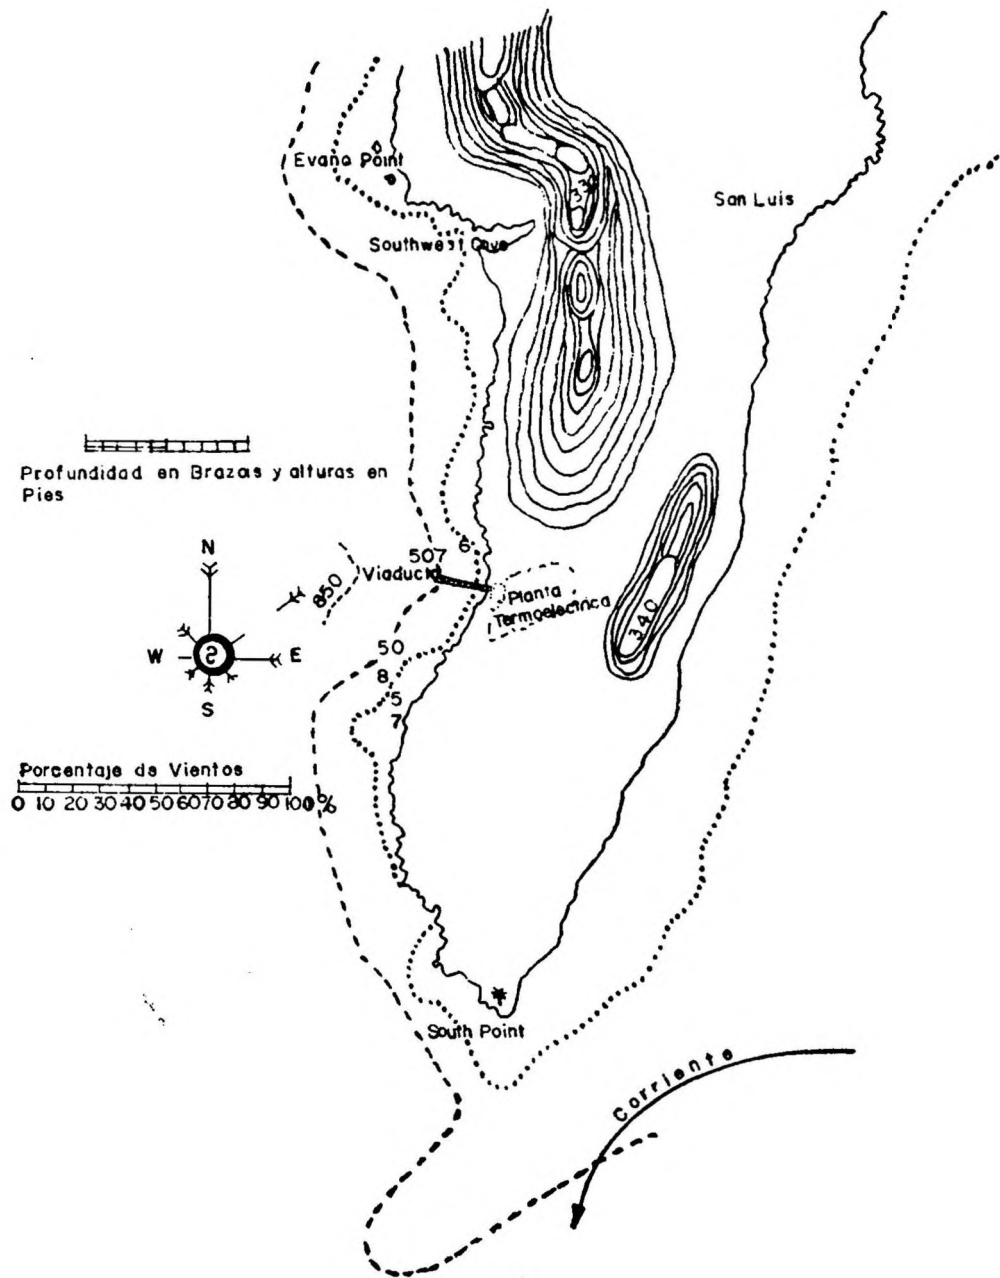 Evans Point
San Luis
Southwest Cove
Profundidad en Brazas y alturas en
Pies
N
W
E
S
2
850
507
6
Viaducto
Planta
Termoelectrica
340
50
8
5
7
Porcentaje de Vientos
0 10 20 30 40 50 60 70 80 90 100%
South Point
Corriente